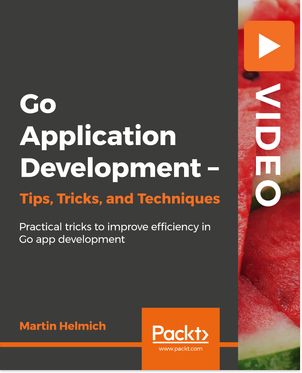 Go
Application
Development –
Tips, Tricks, and Techniques
Practical tricks to improve efficiency in
Go app development
VIDEO
Martin Helmich
Packt>
www.packt.com